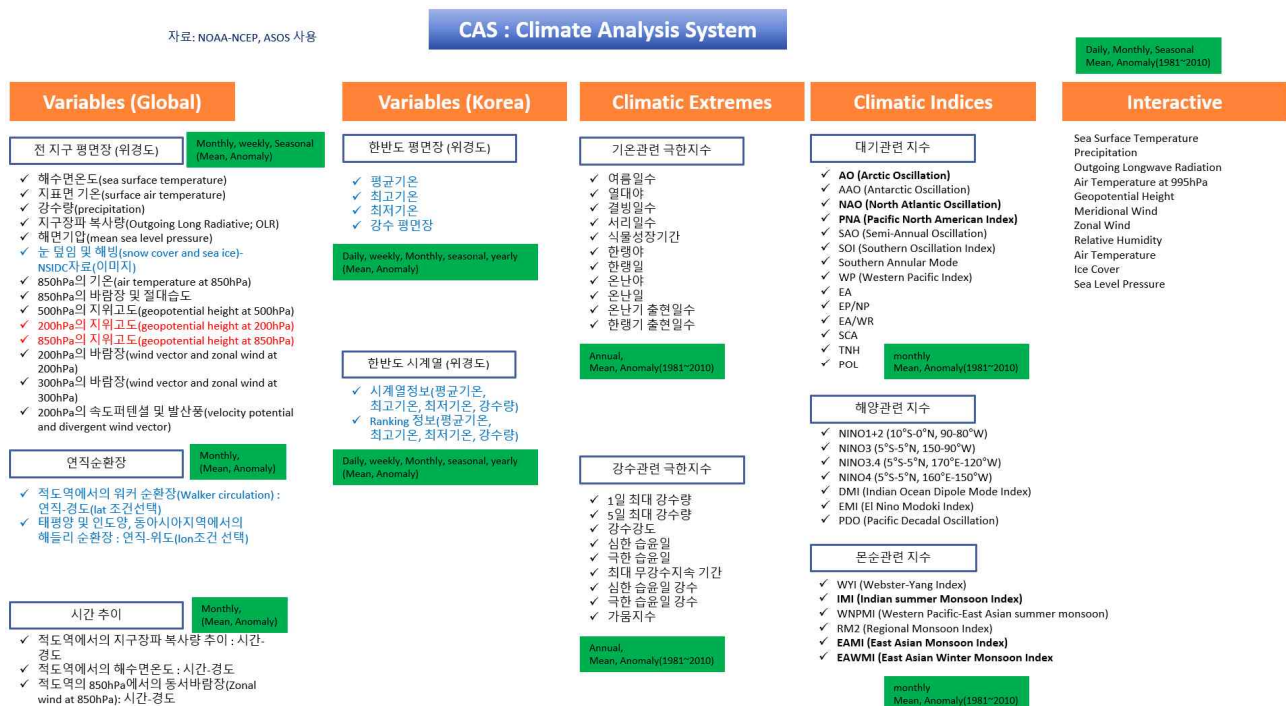 자료: NOAA-NCEP, ASOS 사용
CAS : Climate Analysis System
Daily, Monthly, Seasonal
Mean, Anomaly(1981~2010)
Variables (Global)
전 지구 평면장 (위경도)
Monthly, weekly, Seasonal
(Mean, Anomaly)
✓ 해수면온도(sea surface temperature)
✓ 지표면 기온(surface air temperature)
✓ 강수량(precipitation)
✓ 지구장파 복사량(Outgoing Long Radiative; OLR)
✓ 해면기압(mean sea level pressure)
✓ 눈 덮임 및 해빙(snow cover and sea ice)-
NSIDC자료(이미지)
✓ 850hPa의 기온(air temperature at 850hPa)
✓ 850hPa의 바람장 및 절대습도
✓ 500hPa의 지위고도(geopotential height at 500hPa)
✓ 200hPa의 지위고도(geopotential height at 200hPa)
✓ 850hPa의 지위고도(geopotential height at 850hPa)
✓ 200hPa의 바람장(wind vector and zonal wind at
200hPa)
✓ 300hPa의 바람장(wind vector and zonal wind at
300hPa)
✓ 200hPa의 속도퍼텐셜 및 발산풍(velocity potential
and divergent wind vector)
연직순환장
Monthly,
(Mean, Anomaly)
✓ 적도역에서의 워커 순환장(Walker circulation) :
연직-경도(lat 조건선택)
✓ 태평양 및 인도양, 동아시아지역에서의
해들리 순환장 : 연직-위도(lon조건 선택)
시간 추이
Monthly,
(Mean, Anomaly)
✓ 적도역에서의 지구장파 복사량 추이 : 시간-
경도
✓ 적도역에서의 해수면온도 : 시간-경도
✓ 적도역의 850hPa에서의 동서바람장(Zonal
wind at 850hPa): 시간-경도
Variables (Korea)
한반도 평면장 (위경도)
✓ 평균기온
✓ 최고기온
✓ 최저기온
✓ 강수 평면장
Daily, weekly, Monthly, seasonal, yearly
(Mean, Anomaly)
한반도 시계열 (위경도)
✓ 시계열정보(평균기온,
최고기온, 최저기온, 강수량)
✓ Ranking 정보(평균기온,
최고기온, 최저기온, 강수량)
Daily, weekly, Monthly, seasonal, yearly
(Mean, Anomaly)
Climatic Extremes
기온관련 극한지수
✓ 여름일수
✓ 열대야
✓ 결빙일수
✓ 서리일수
✓ 식물성장기간
✓ 한랭야
✓ 한랭일
✓ 온난야
✓ 온난일
✓ 온난기 출현일수
✓ 한랭기 출현일수
Annual,
Mean, Anomaly(1981~2010)
강수관련 극한지수
✓ 1일 최대 강수량
✓ 5일 최대 강수량
✓ 강수강도
✓ 심한 습윤일
✓ 극한 습윤일
✓ 최대 무강수지속 기간
✓ 심한 습윤일 강수
✓ 극한 습윤일 강수
✓ 가뭄지수
Annual,
Mean, Anomaly(1981~2010)
Climatic Indices
대기관련 지수
✓ AO (Arctic Oscillation)
✓ AAO (Antarctic Oscillation)
✓ NAO (North Atlantic Oscillation)
✓ PNA (Pacific North American Index)
✓ SAO (Semi-Annual Oscillation)
✓ SOI (Southern Oscillation Index)
✓ Southern Annular Mode
✓ WP (Western Pacific Index)
✓ EA
✓ EP/NP
✓ EA/WR
✓ SCA
✓ TNH
✓ POL
monthly
Mean, Anomaly(1981~2010)
해양관련 지수
✓ NINO1+2 (10°S-0°N, 90-80°W)
✓ NINO3 (5°S-5°N, 150-90°W)
✓ NINO3.4 (5°S-5°N, 170°E-120°W)
✓ NINO4 (5°S-5°N, 160°E-150°W)
✓ DMI (Indian Ocean Dipole Mode Index)
✓ EMI (El Nino Modoki Index)
✓ PDO (Pacific Decadal Oscillation)
몬순관련 지수
✓ WYI (Webster-Yang Index)
✓ IMI (Indian summer Monsoon Index)
✓ WNPMI (Western Pacific-East Asian summer monsoon)
✓ RM2 (Regional Monsoon Index)
✓ EAMI (East Asian Monsoon Index)
✓ EAWMI (East Asian Winter Monsoon Index
monthly
Mean, Anomaly(1981~2010)
Interactive
Sea Surface Temperature
Precipitation
Outgoing Longwave Radiation
Air Temperature at 995hPa
Geopotential Height
Meridional Wind
Zonal Wind
Relative Humidity
Air Temperature
Ice Cover
Sea Level Pressure